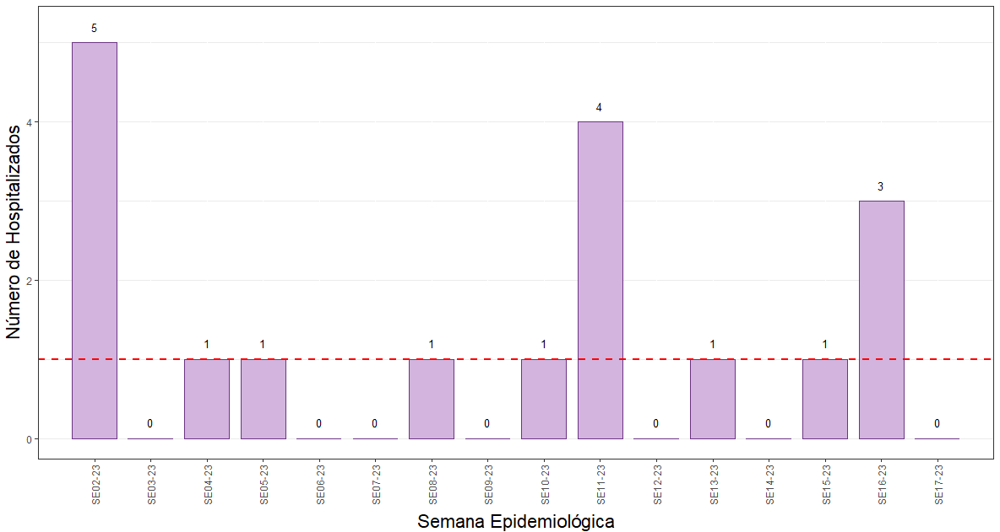 Número de Hospitalizados
4
2
0
5
0
1
1
0
0
1
0
1
4
0
1
0
1
3
0
SE02-23
SE03-23
SE04-23
SE05-23
SE06-23
SE07-23
SE08-23
SE09-23
SE10-23
SE11-23
SE12-23
SE13-23
SE14-23
SE15-23
SE16-23
SE17-23
Semana Epidemiológica